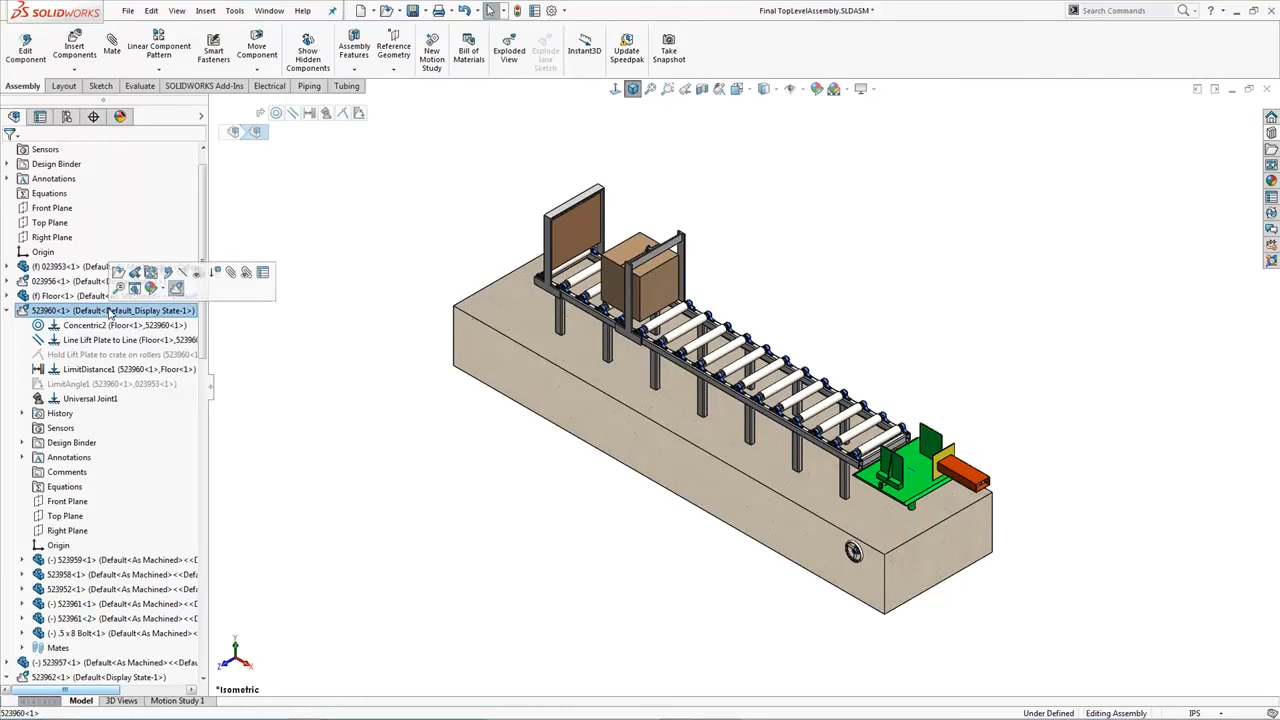 SOLIDWORKS
File
Edit
View
Insert
Tools
Window
Help
Final TopLevelAssembly.SLDASM *
Search Commands
Edit Component
Insert Components
Mate
Linear Component Pattern
Smart Fasteners
Move Component
Show Hidden Components
Assembly Features
Reference Geometry
New Motion Study
Bill of Materials
Exploded View
Explode Line Sketch
Instant3D
Update Speedpak
Take Snapshot
Assembly
Layout
Sketch
Evaluate
SOLIDWORKS Add-Ins
Electrical
Piping
Tubing
Sensors
Design Binder
Annotations
Equations
Front Plane
Top Plane
Right Plane
Origin
(f) 023953<1> (Defau
023956<1> (Def
(f) Floor<1> (Default<
523960<1> (Default<Default_Display State-1>)
Concentric2 (Floor<1>,523960<1>)
Line Lift Plate to Line (Floor<1>,52396
Hold Lift Plate to crate on rollers (523960<1
LimitDistance1 (523960<1>,Floor<1>)
LimitAngle1 (523960<1>,023953<1>)
Universal Joint1
History
Sensors
Design Binder
Annotations
Comments
Equations
Front Plane
Top Plane
Right Plane
Origin
(-) 523959<1> (Default<As Machined><<D
523958<1> (Default<As Machined><<Defa
523952<1> (Default<As Machined><<Defa
(-) 523961<1> (Default<As Machined><<D
(-) 523961<2> (Default<As Machined><<D
(-) .5 x 8 Bolt<1> (Default<As Machined><
Mates
(-) 523957<1> (Default<As Machined><<Defa
523962<1> (Default<Display State-1>)
Y
Z
X
*Isometric
Model
3D Views
Motion Study 1
523960<1>
Under Defined
Editing Assembly
IPS